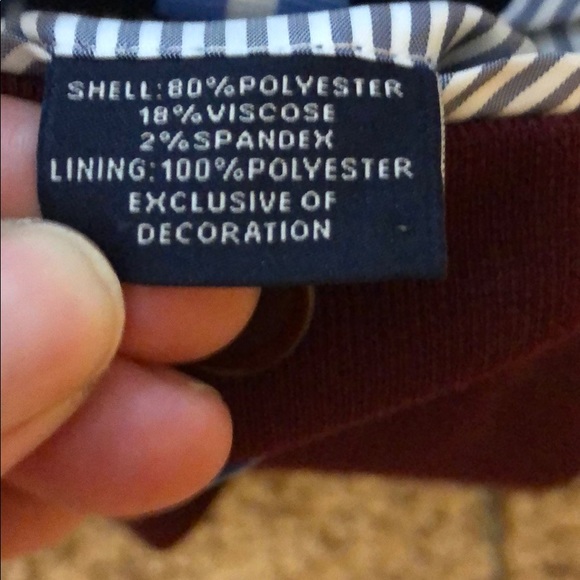 SHELL:80%POLYESTER
18%VISCOSE
2%SPANDEX
LINING:100%POLYESTER
EXCLUSIVE OF
DECORATION